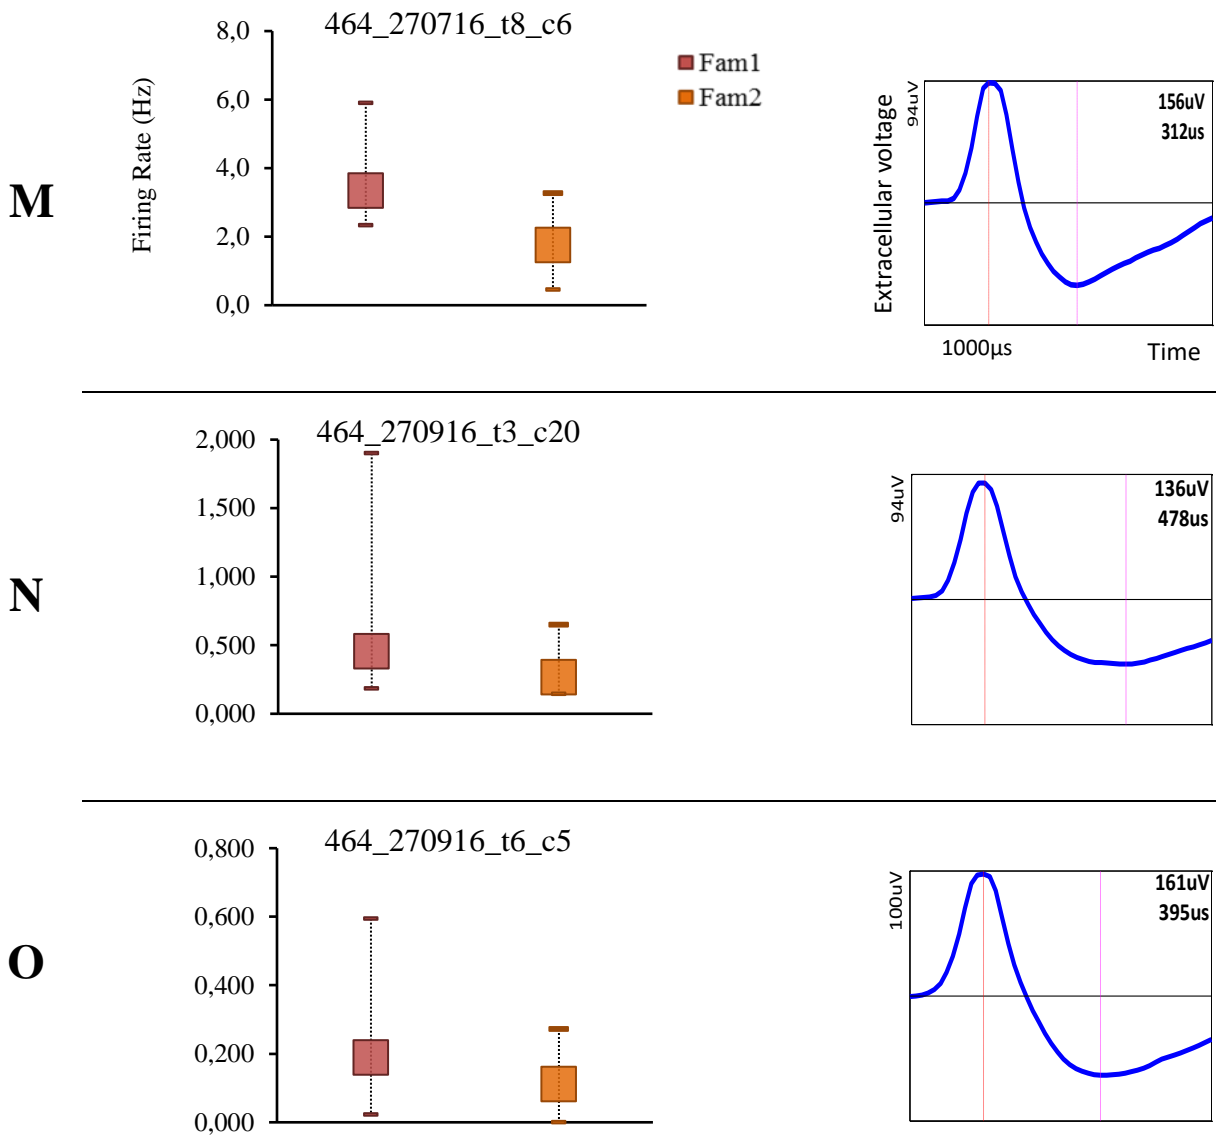 M
464_270716_t8_c6
Firing Rate (Hz)
8,0
6,0
4,0
2,0
0,0
Fam1
Fam2
Extracellular voltage
94uV
156uV
312us
1000µs
Time
N
464_270916_t3_c20
2,000
1,500
1,000
0,500
0,000
94uV
136uV
478us
O
464_270916_t6_c5
0,800
0,600
0,400
0,200
0,000
100uV
161uV
395us